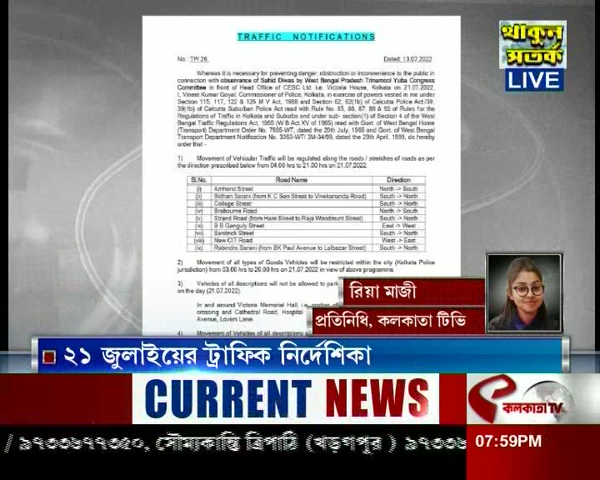 TRAFFIC NOTIFICATIONS
No. TP/ 26
Dated. 13.07.2022
Whereas it is necessary for preventing danger, obstruction or inconvenience to the public in
connection with observance of Sahid Diwas by West Bengal Pradesh Trinamool Yuba Congress
Committee in front of Head Office of CESC Ltd. i.e. Victoria House, Kolkata on 21.07.2022,
I, Vineet Kumar Goyal, Commissioner of Police, Kolkata, in exercise of powers vested in me under
Section 115, 117, 122 & 125 M V Act, 1988 and Section 62, 62(1b) of Calcutta Police Act./39,
39(1b) of Calcutta Suburban Police Act read with Rule No. 85, 86, 87, 88 & 93 of Rules for the
Regulations of Traffic in Kolkata and Suburbs and under sub- section(1) of Section 4 of the West
Bengal Traffic Regulations Act, 1965 (W B Act XV of 1965) read with Govt. of West Bengal Home
(Transport) Department Order No. 7605-WT, dated the 20th July, 1965 and Govt. of West Bengal
Transport Department Notification No. 3363-WT/ 3M-34/99, dated the 29th April, 1999, do hereby
order that -
1) Movement of Vehicular Traffic will be regulated along the roads / stretches of roads as per
the direction prescribed below from 04.00 hrs to 21.00 hrs on 21.07.2022.
Sl.No. Road Name Direction
(i) Amherst Street North -> South
(ii) Bidhan Sarani (from K C Sen Street to Vivekananda Road) South -> North
(iii) College Street South -> North
(iv) Brabourne Road North -> South
(v) Strand Road (from Hare Street to Raja Woodmunt Street) South -> North
(vi) B B Ganguly Street East -> West
(vii) Bentinck Street South -> North
(viii) New CIT Road West -> East
(ix) Rabindra Sarani (from BK Paul Avenue to Lalbazar Street) South -> North
2) Movement of all types of Goods Vehicles will be restricted within the city (Kolkata Police
jurisdiction) from 03.00 hrs to 20.00 hrs on 21.07.2022 in view of above programme.
3) Vehicles of all descriptions will not be allowed to park
on the day (21.07.2022).
In and around Victoria Memorial Hall, i.e.
crossing and Cathedral Road, Hospital
Avenue, Lovers Lane.
4) Movement of Vehicles of all descriptions
থাকুন
সতর্ক
LIVE
রিয়া মাজী
প্রতিনিধি, কলকাতা টিভি
২১ জুলাইয়ের ট্রাফিক নির্দেশিকা
CURRENT NEWS
কলকাতা TV
/ ৯৭৩৩৬৭৭৩৫০, সৌম্যকান্তি ত্রিপাঠি (খড়গপুর ) ৯৭৩৩৬
07:59PM